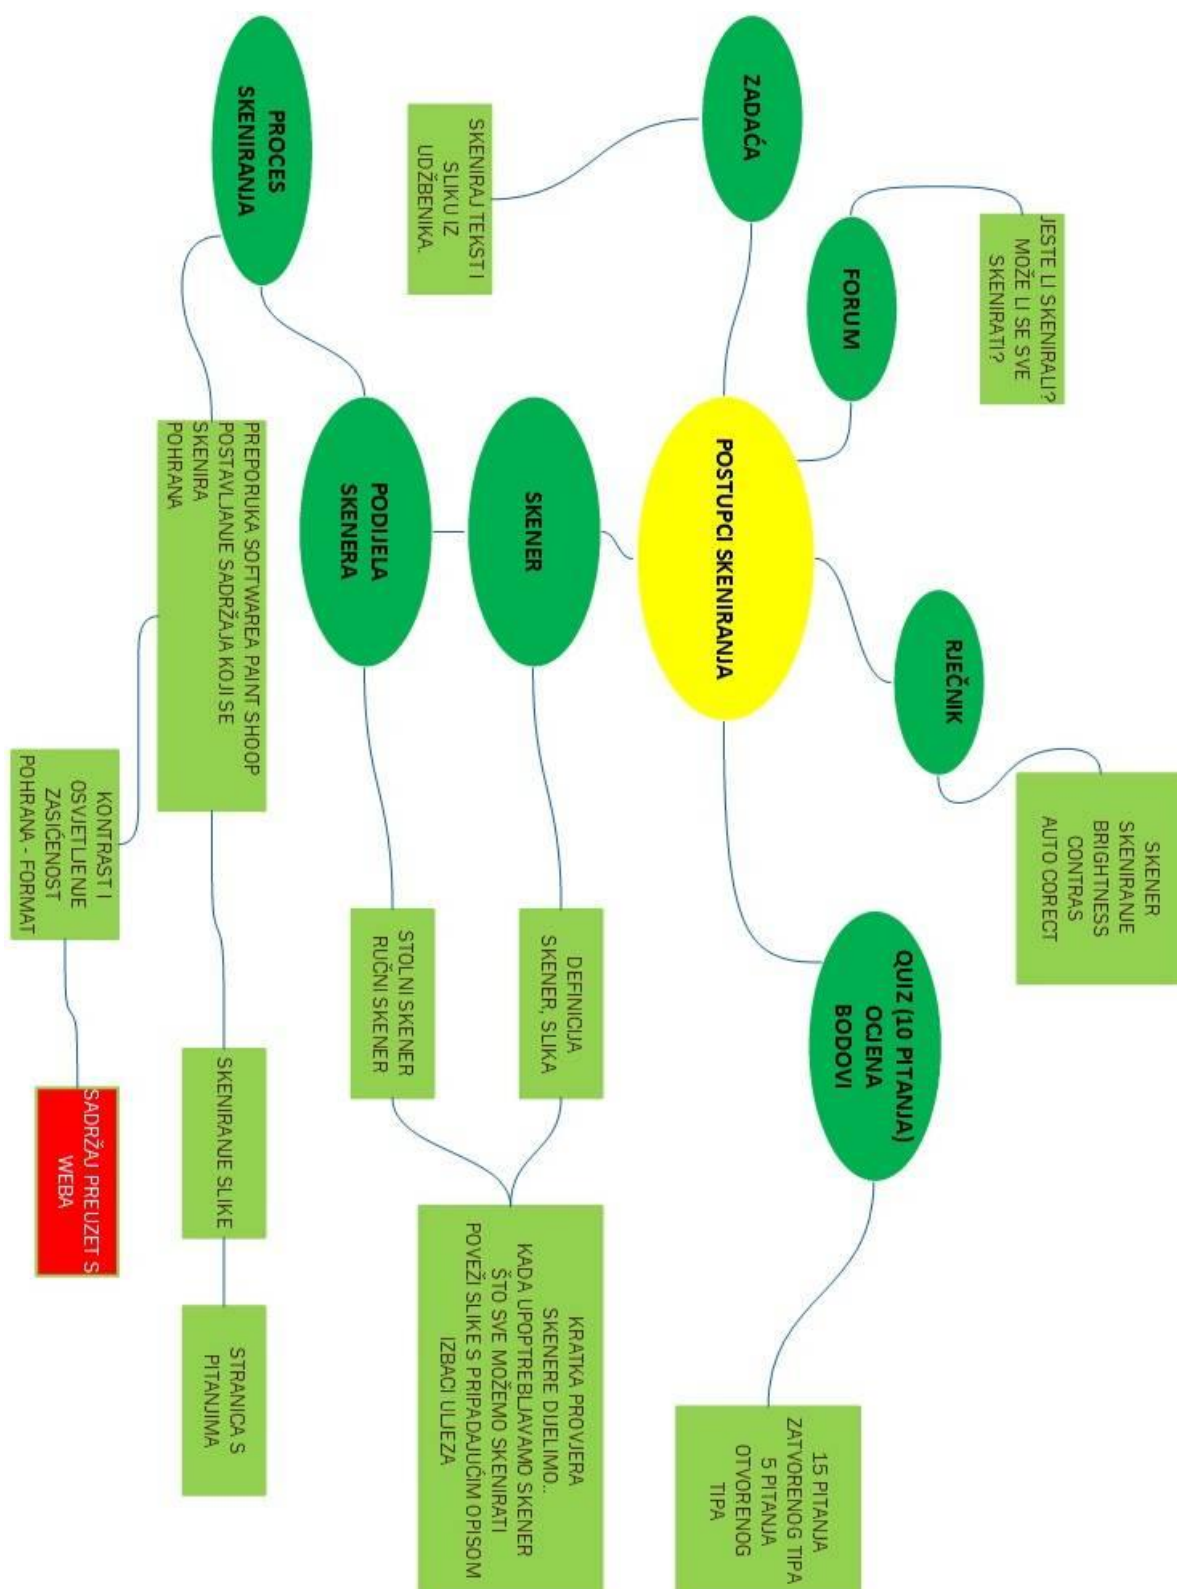 JESTE LI SKENIRALI?
MOŽE LI SE SVE
SKENIRATI?
SKENER
SKENIRANJE
BRIGHTNESS
CONTRAS
AUTO CORECT
FORUM
RJEČNIK
QUIZ (10 PITANJA)
OCJENA
BODOVI
15 PITANJA
ZATVORENOG TIPA
5 PITANJA
OTVORENOG
TIPA
ZADAĆA
POSTUPCI SKENIRANJA
SKENIRAJ TEKST I
SLIKU IZ
UDŽBENIKA.
SKENER
DEFINICIJA
SKENER, SLIKA
KRATKA PROVJERA
SKENERE DIJELIMO..
KADA UPOPTREBLJAVAMO SKENER
ŠTO SVE MOŽEMO SKENIRATI
POVEŽI SLIKE S PRIPADAJUĆIM OPISOM
IZBACI ULJEZA
PODIJELA
SKENERA
STOLNI SKENER
RUČNI SKENER
PROCES
SKENIRANJA
PREPORUKA SOFTWAREA PAINT SHOOP
POSTAVLJANJE SADRŽAJA KOJI SE
SKENIRA
POHRANA
SKENIRANJE SLIKE
STRANICA S
PITANJIMA
KONTRAST I
OSVJETLJENJE
ZASIĆENOST
POHRANA - FORMAT
SADRŽAJ PREUZET S
WEBA